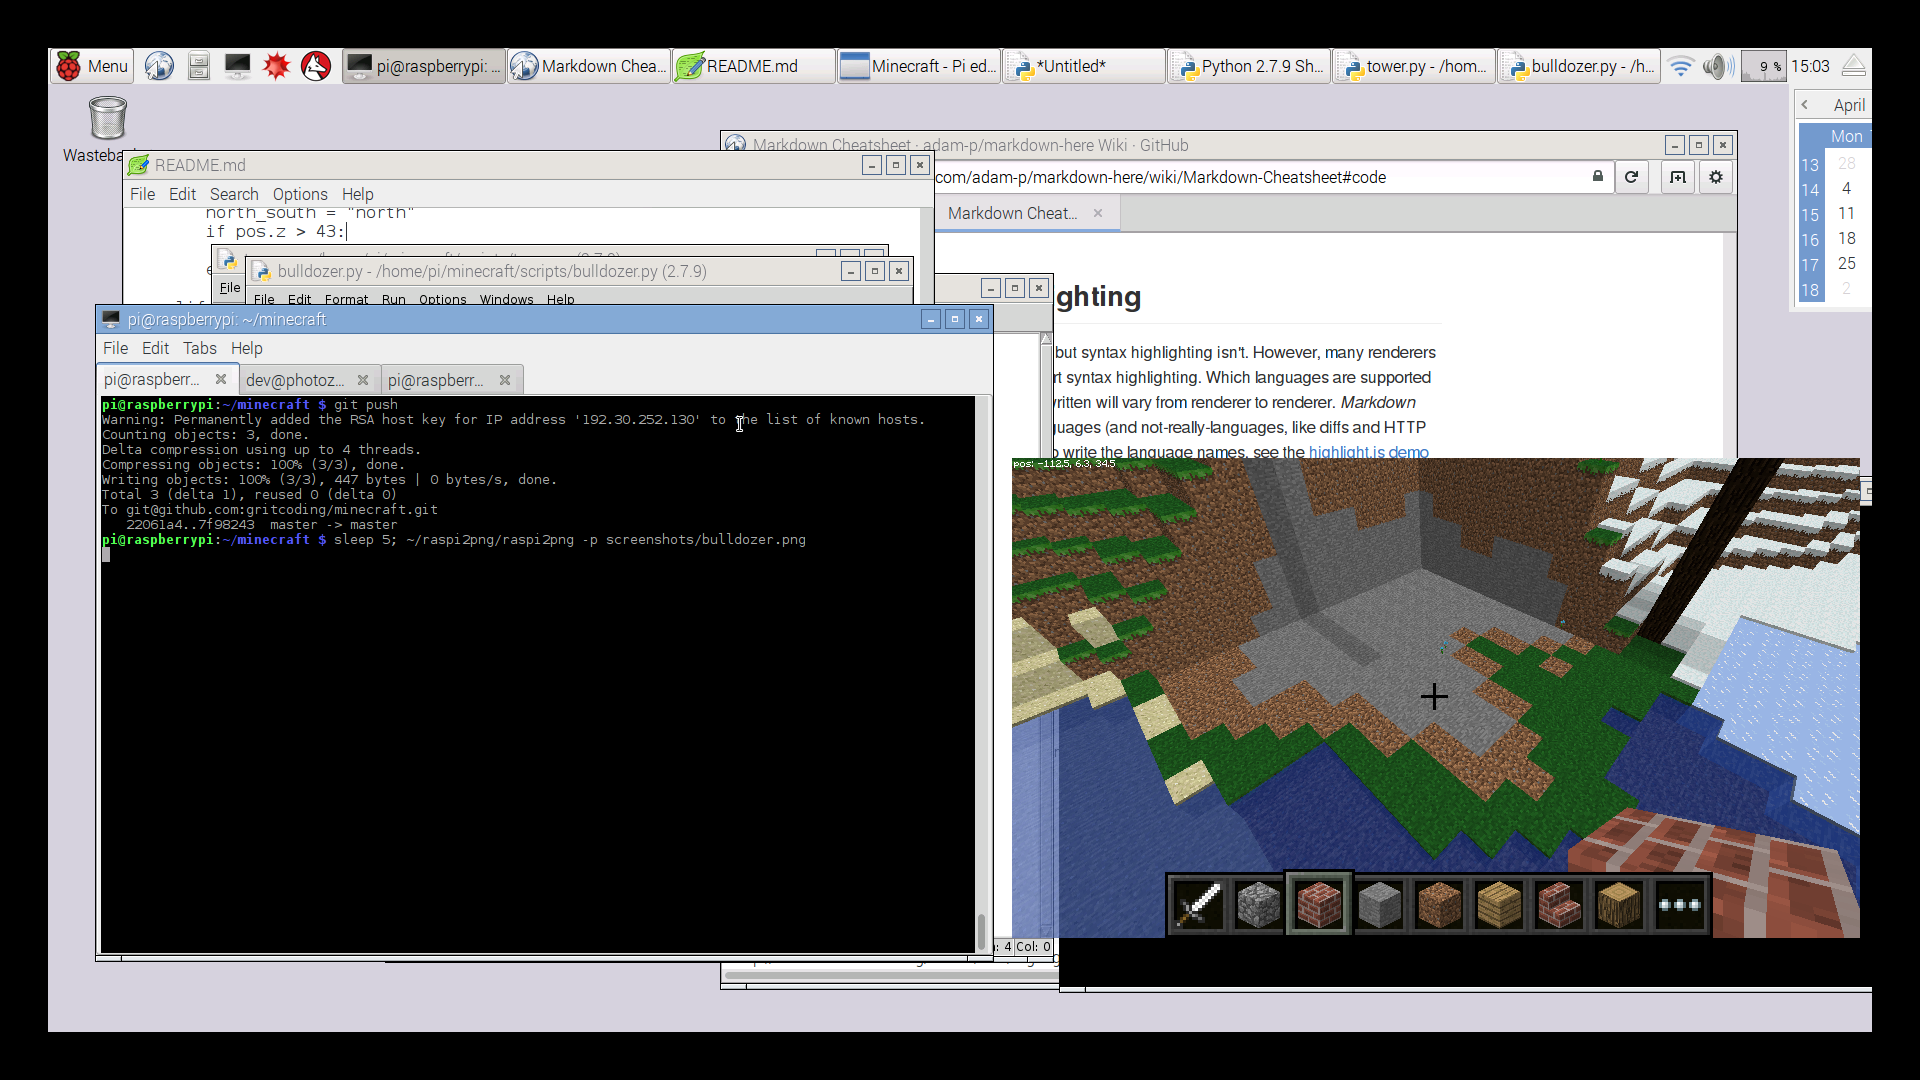 Menu
pi@raspberrypi: ...
Markdown Chea...
README.md
Minecraft - Pi ed...
*Untitled*
Python 2.7.9 Sh...
tower.py - /hom...
bulldozer.py - /h...
9 %
15:03
April
Mon
13 28
14 4
15 11
16 18
17 25
18 2
Markdown Cheatsheet · adam-p/markdown-here Wiki · GitHub
com/adam-p/markdown-here/wiki/Markdown-Cheatsheet#code
Markdown Cheat...
ghting
but syntax highlighting isn't. However, many renderers
rt syntax highlighting. Which languages are supported
ritten will vary from renderer to renderer. Markdown
guages (and not-really-languages, like diffs and HTTP
o write the language names, see the highlight.js demo
README.md
File Edit Search Options Help
north_south = "north"
if pos.z > 43:
File
bulldozer.py - /home/pi/minecraft/scripts/bulldozer.py (2.7.9)
File Edit Format Run Options Windows Help
pi@raspberrypi: ~/minecraft
File Edit Tabs Help
pi@raspberr...
dev@photoz...
pi@raspberr...
pi@raspberrypi:~/minecraft $ git push
Warning: Permanently added the RSA host key for IP address '192.30.252.130' to the list of known hosts.
Counting objects: 3, done.
Delta compression using up to 4 threads.
Compressing objects: 100% (3/3), done.
Writing objects: 100% (3/3), 447 bytes | 0 bytes/s, done.
Total 3 (delta 1), reused 0 (delta 0)
To git@github.com:gritcoding/minecraft.git
22061a4..7f98243 master -> master
pi@raspberrypi:~/minecraft $ sleep 5; ~/raspi2png/raspi2png -p screenshots/bulldozer.png
pos: -112.5, 6.3, 34.5
: 4 Col: 0